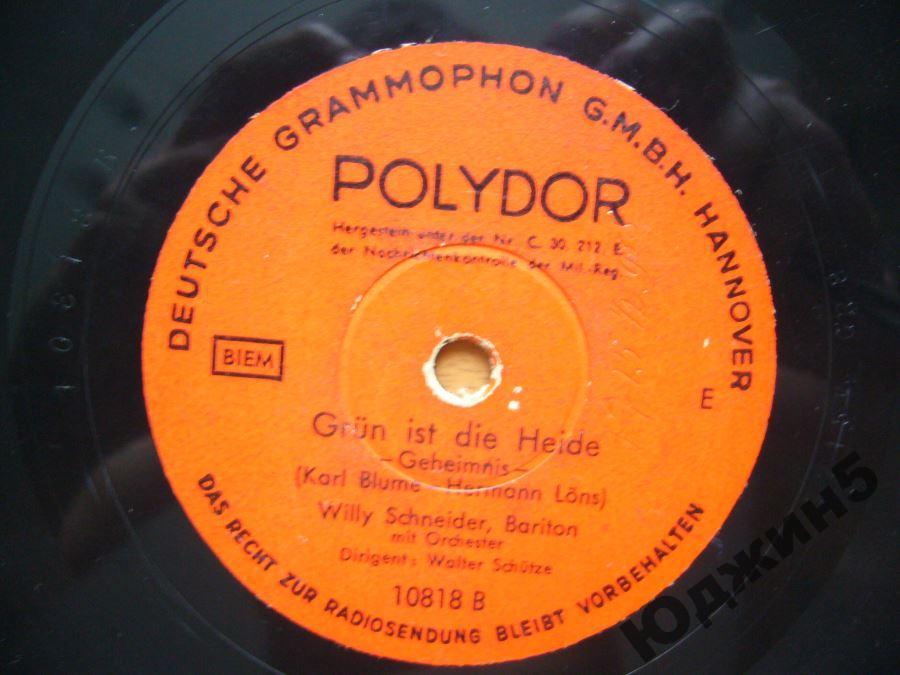 DEUTSCHE GRAMMOPHON G.M.B.H. HANNOVER
POLYDOR
Hergestellt unter der Nr. C. 30 212 E
der Nachrichtenkontrolle der Mil.-Reg.
BIEM
E
Grün ist die Heide
-Geheimnis-
(Karl Blume - Hermann Löns)
Willy Schneider, Bariton
mit Orchester
Dirigent: Walter Schütze
10818 B
DAS RECHT ZUR RADIOSENDUNG BLEIBT VORBEHALTEN
Юджин5